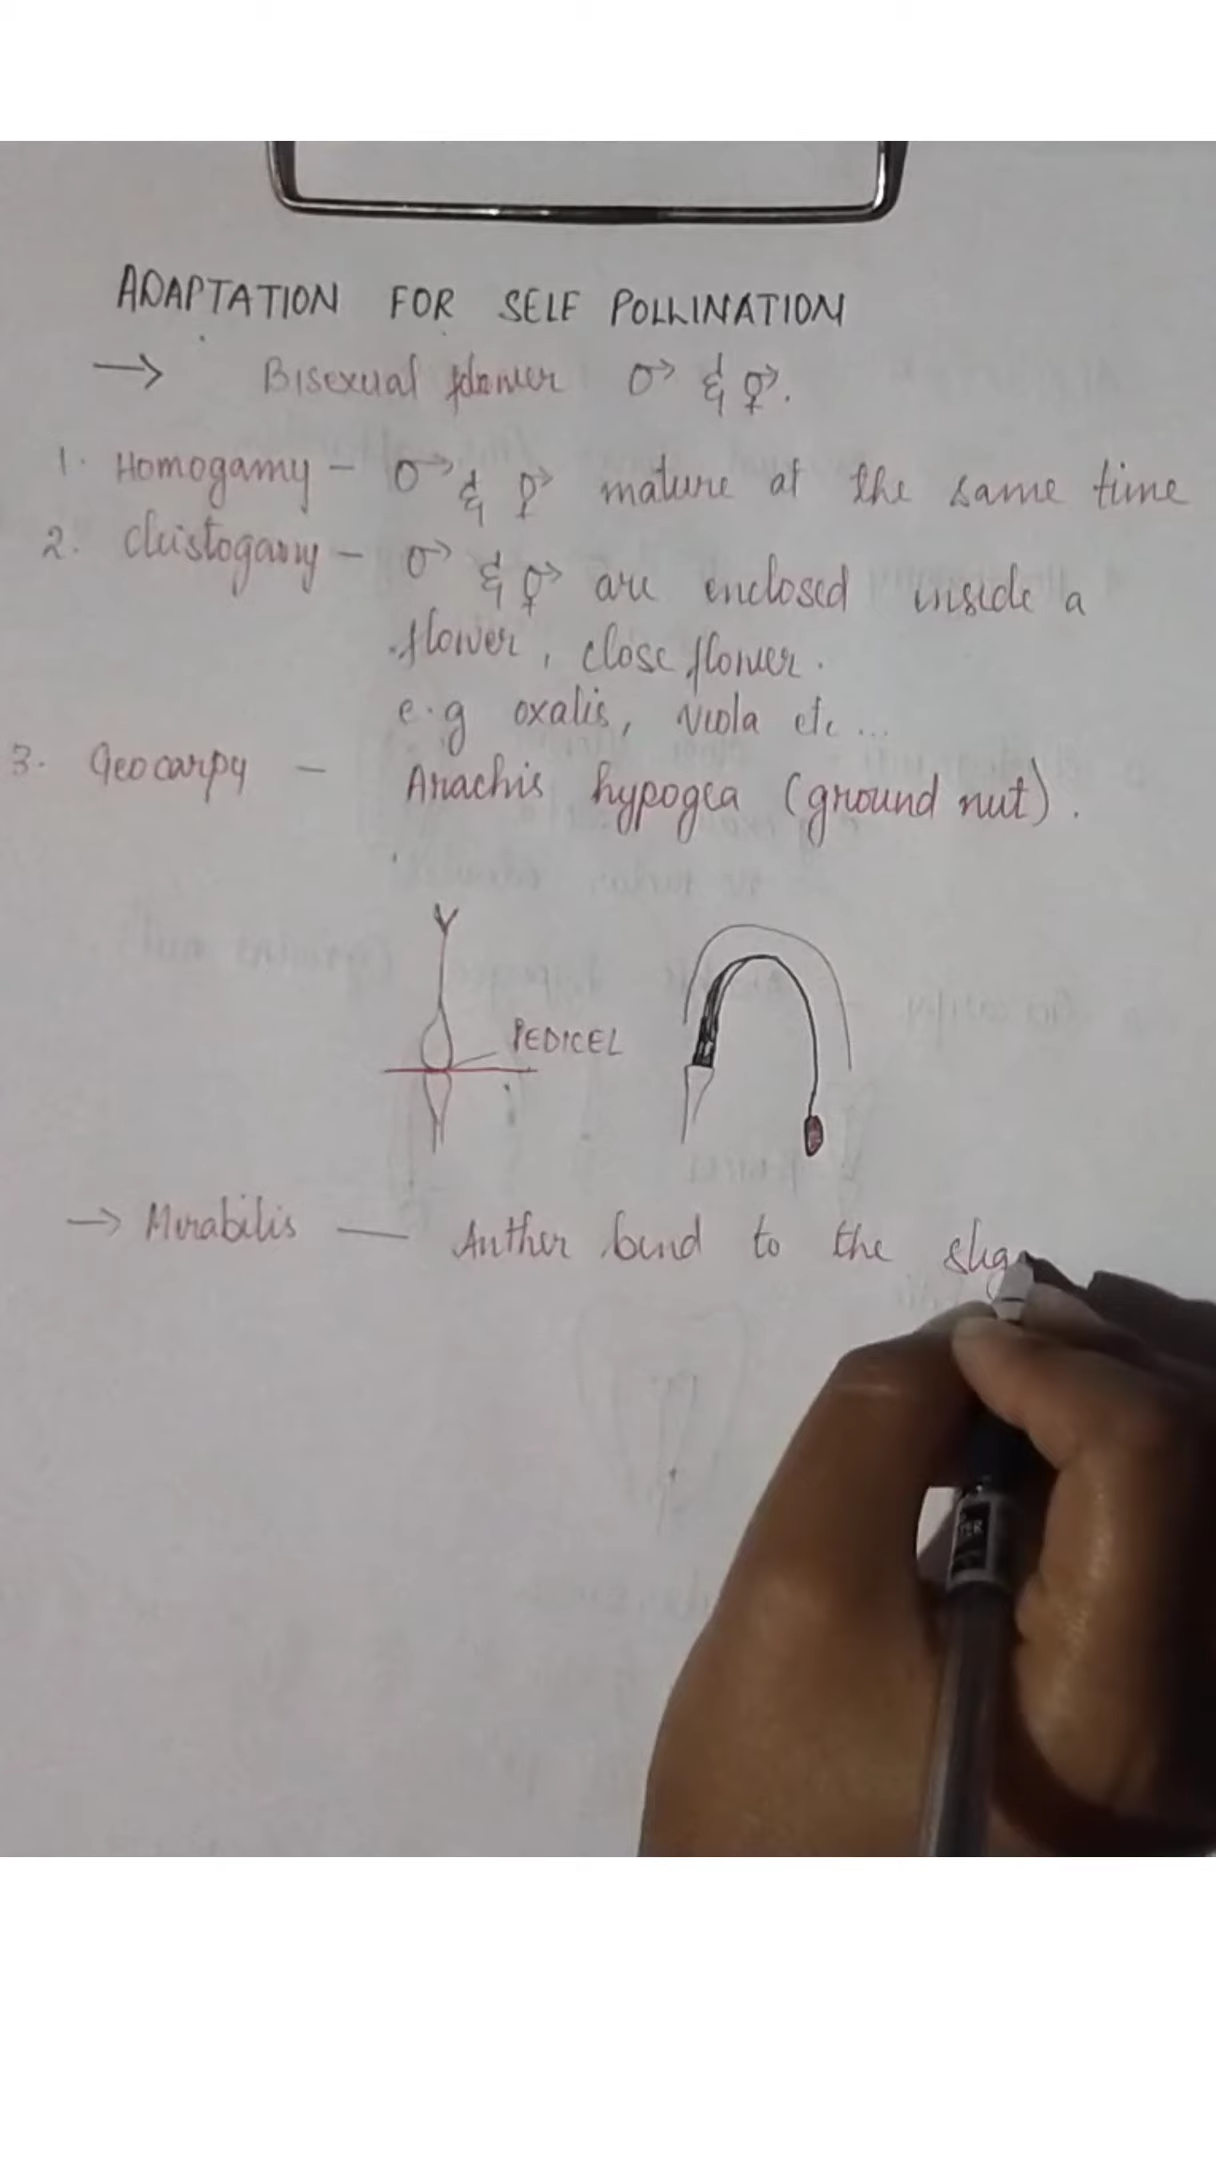 ADAPTATION FOR SELF POLLINATION
→ Bisexual flower ♂ & ⚥.
1. Homogamy - ♂ & ⚥ mature at the same time
2. Cleistogamy - ♂ & ⚥ are enclosed inside a
flower, close flower.
e.g oxalis, viola etc...
3. Geocarpy - Arachis hypogea (ground nut).
PEDICEL
→ Mirabilis — Anther bend to the
TER